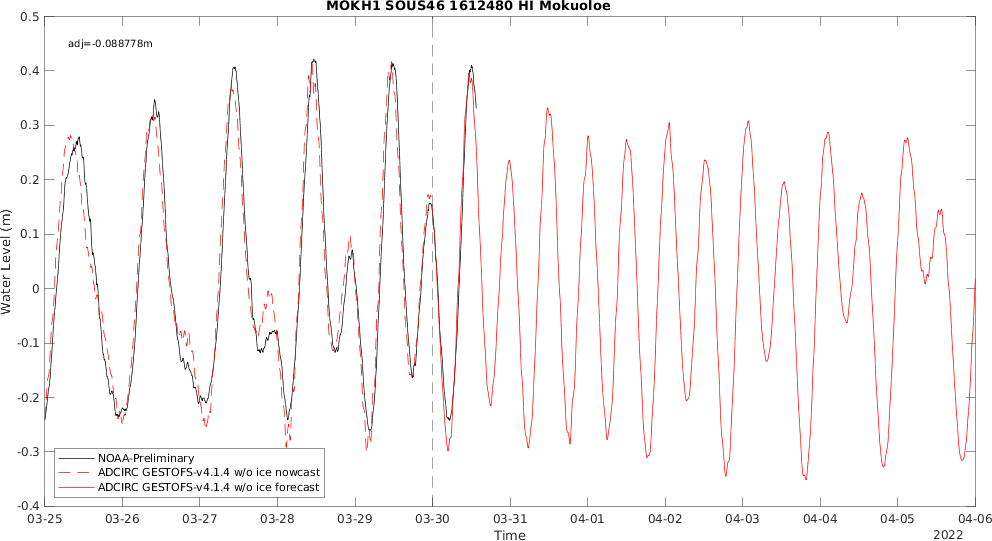 MOKH1 SOUS46 1612480 HI Mokuoloe
adj=-0.088778m
0.5
0.4
0.3
0.2
0.1
0
-0.1
-0.2
-0.3
-0.4
Water Level (m)
NOAA-Preliminary
ADCIRC GESTOFS-v4.1.4 w/o ice nowcast
ADCIRC GESTOFS-v4.1.4 w/o ice forecast
03-25 03-26 03-27 03-28 03-29 03-30 03-31 04-01 04-02 04-03 04-04 04-05 04-06
Time
2022